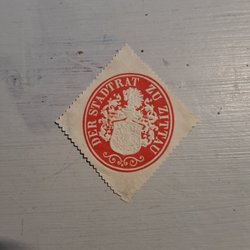 DER STADTRAT ZU ZITTAU